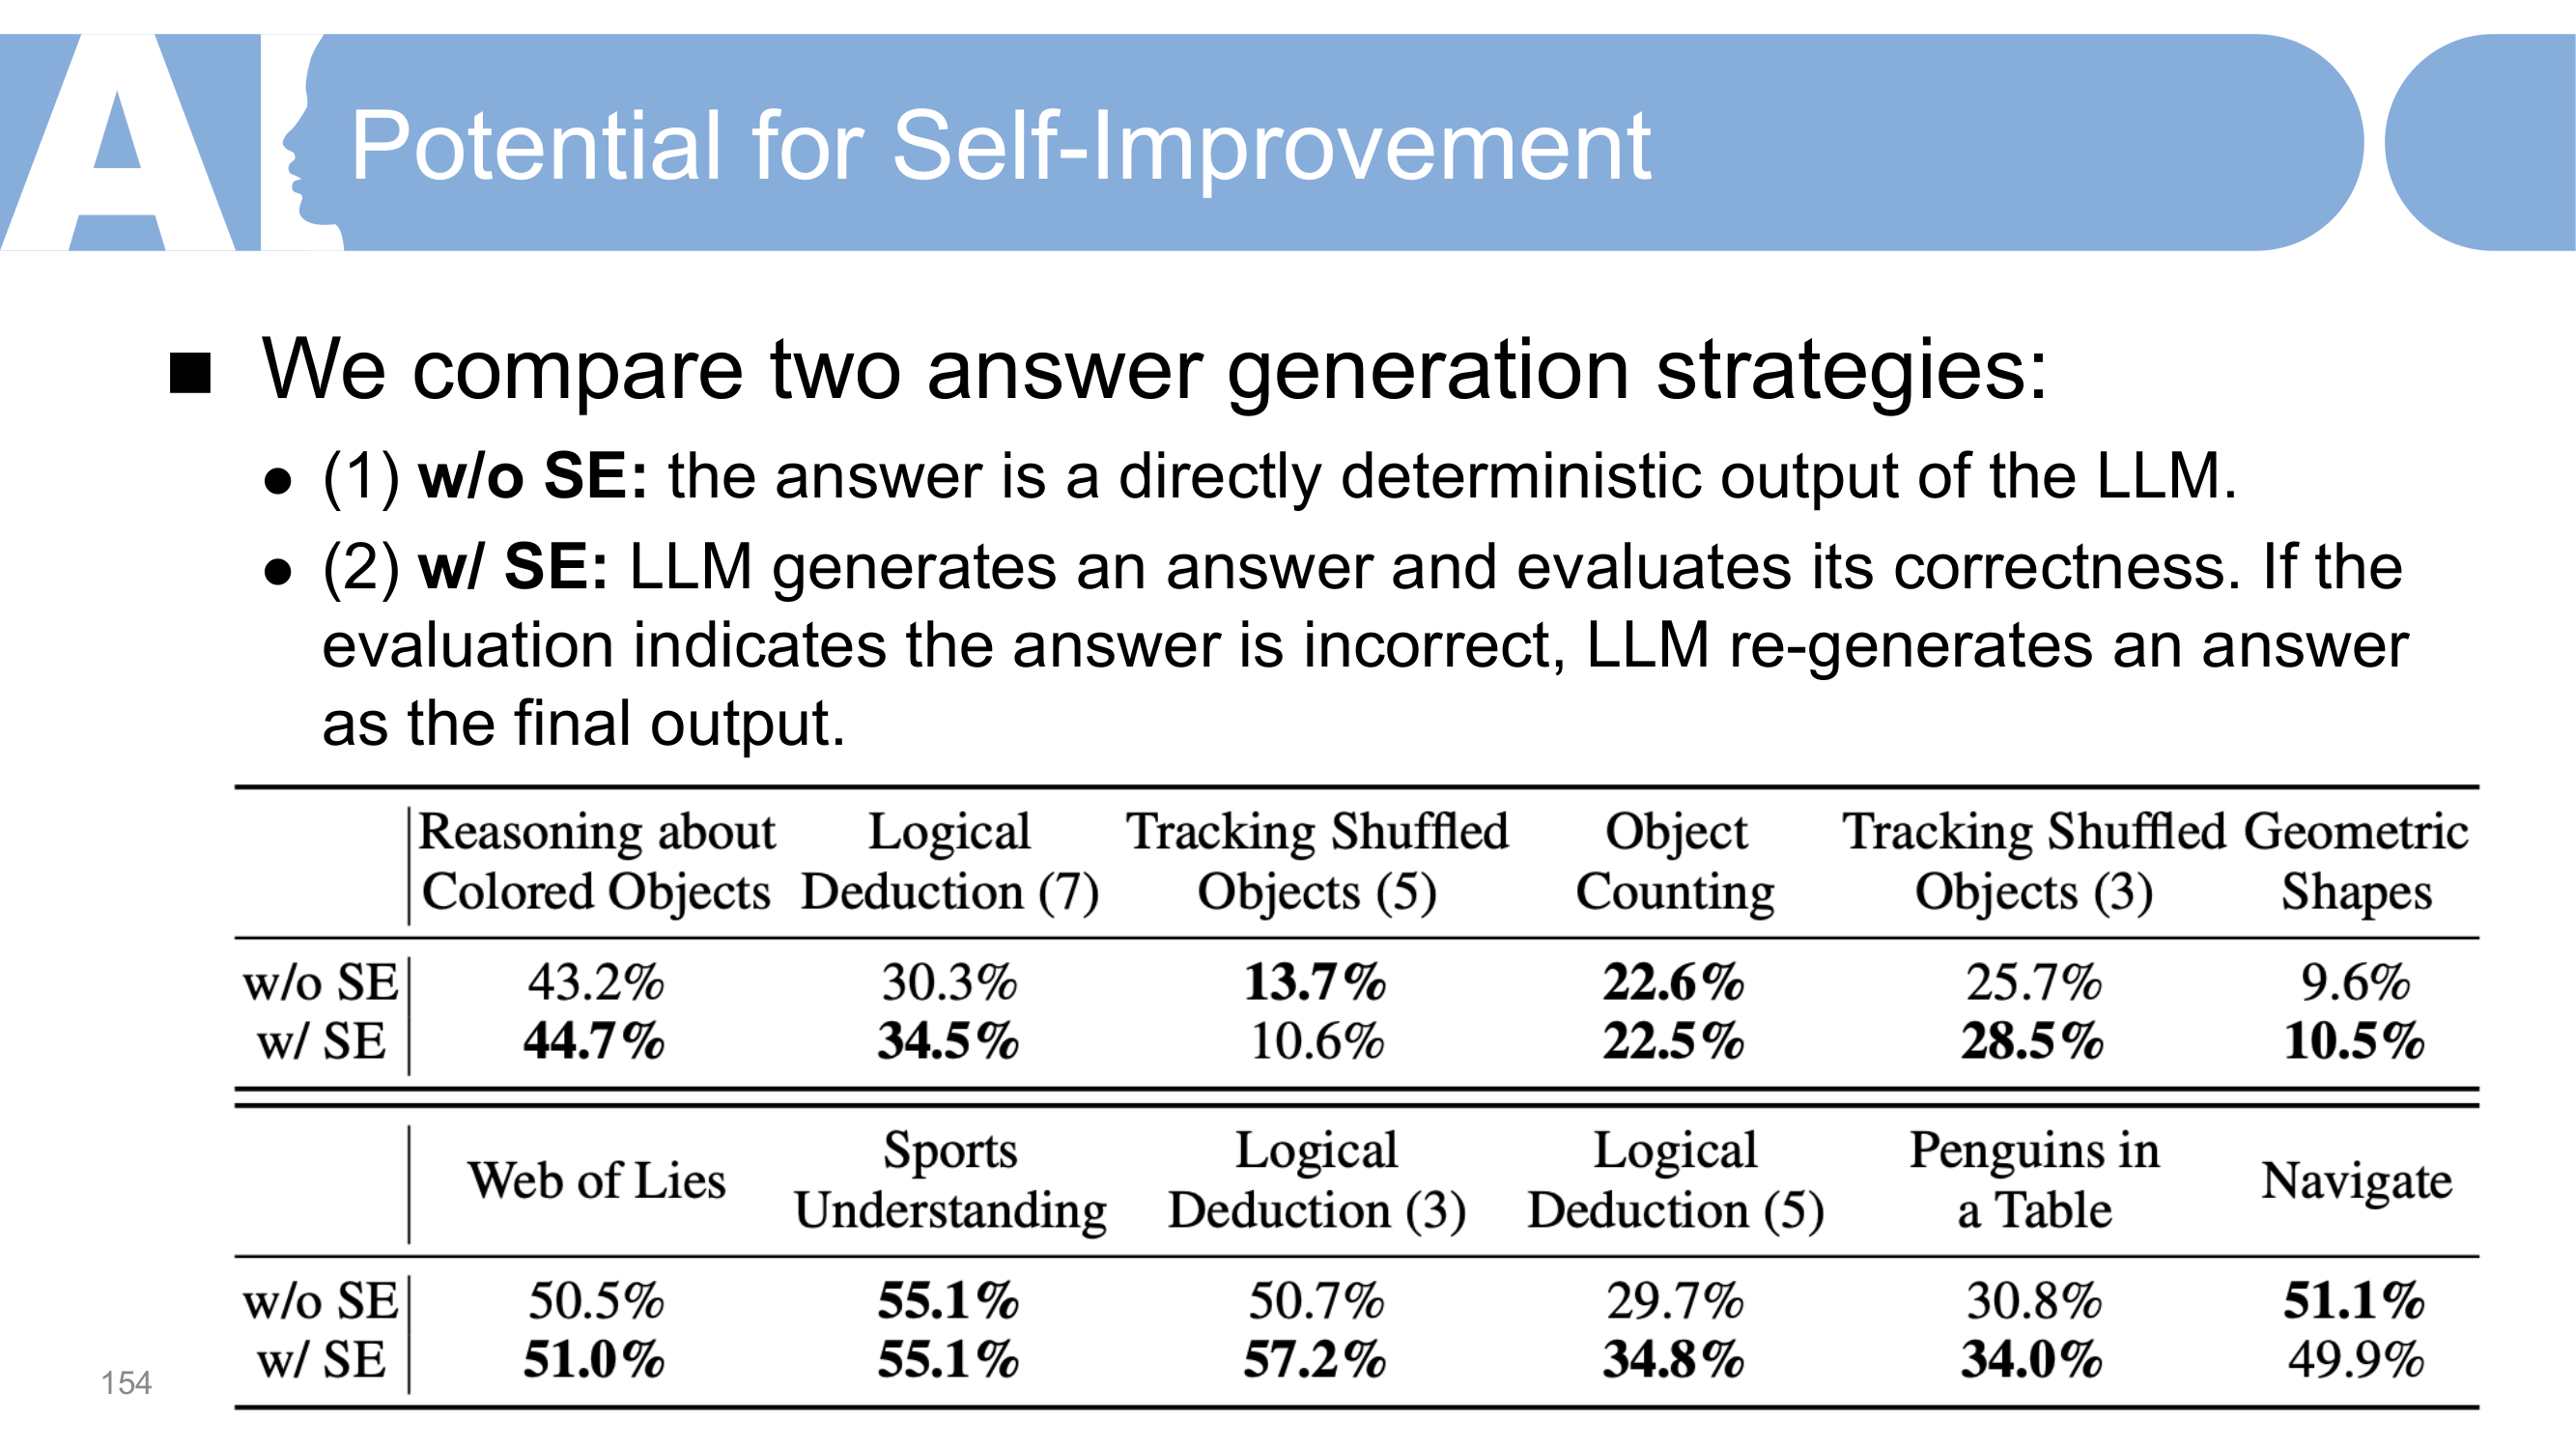 AI
Potential for Self-Improvement
■ We compare two answer generation strategies:
● (1) w/o SE: the answer is a directly deterministic output of the LLM.
● (2) w/ SE: LLM generates an answer and evaluates its correctness. If the
evaluation indicates the answer is incorrect, LLM re-generates an answer
as the final output.
Reasoning about Logical Tracking Shuffled Object Tracking Shuffled Geometric
Colored Objects Deduction (7) Objects (5) Counting Objects (3) Shapes
w/o SE 43.2% 30.3% 13.7% 22.6% 25.7% 9.6%
w/ SE 44.7% 34.5% 10.6% 22.5% 28.5% 10.5%
Web of Lies Sports Logical Logical Penguins in Navigate
Understanding Deduction (3) Deduction (5) a Table
w/o SE 50.5% 55.1% 50.7% 29.7% 30.8% 51.1%
w/ SE 51.0% 55.1% 57.2% 34.8% 34.0% 49.9%
154